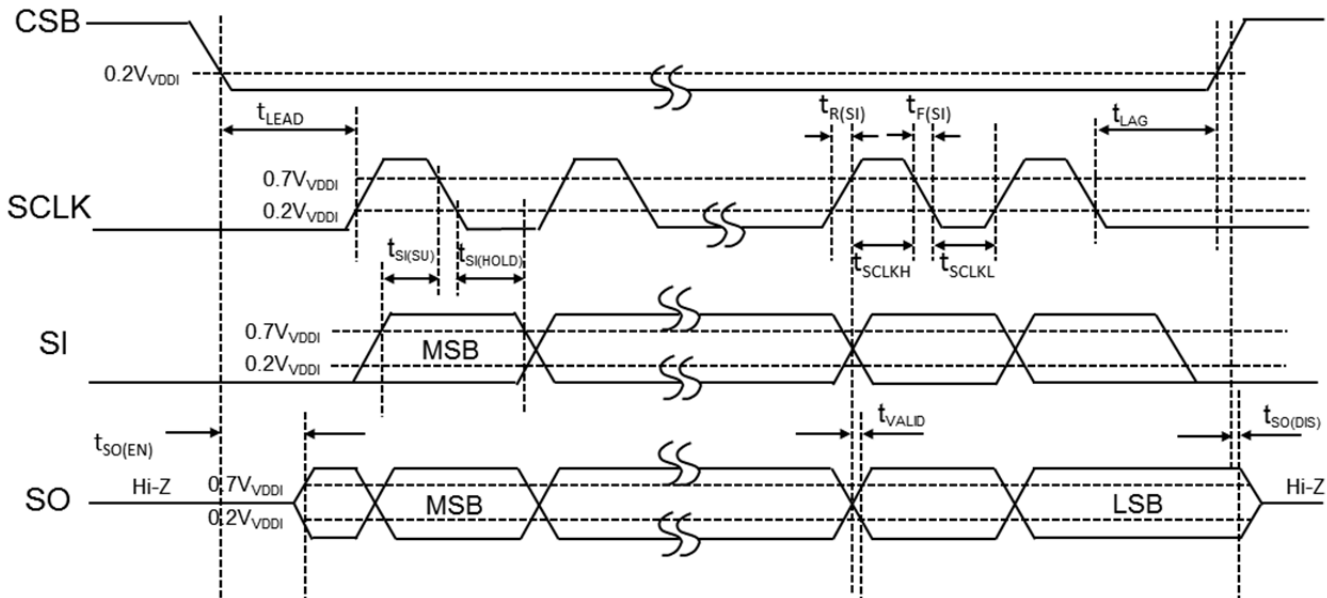 CSB
0.2VVDDI
tLEAD
tR(SI)
tF(SI)
tLAG
SCLK
0.7VVDDI
0.2VVDDI
tSI(SU)
tSI(HOLD)
tSCLKH
tSCLKL
SI
0.7VVDDI
MSB
0.2VVDDI
tSO(EN)
tVALID
tSO(DIS)
SO
Hi-Z
0.7VVDDI
MSB
LSB
Hi-Z
0.2VVDDI